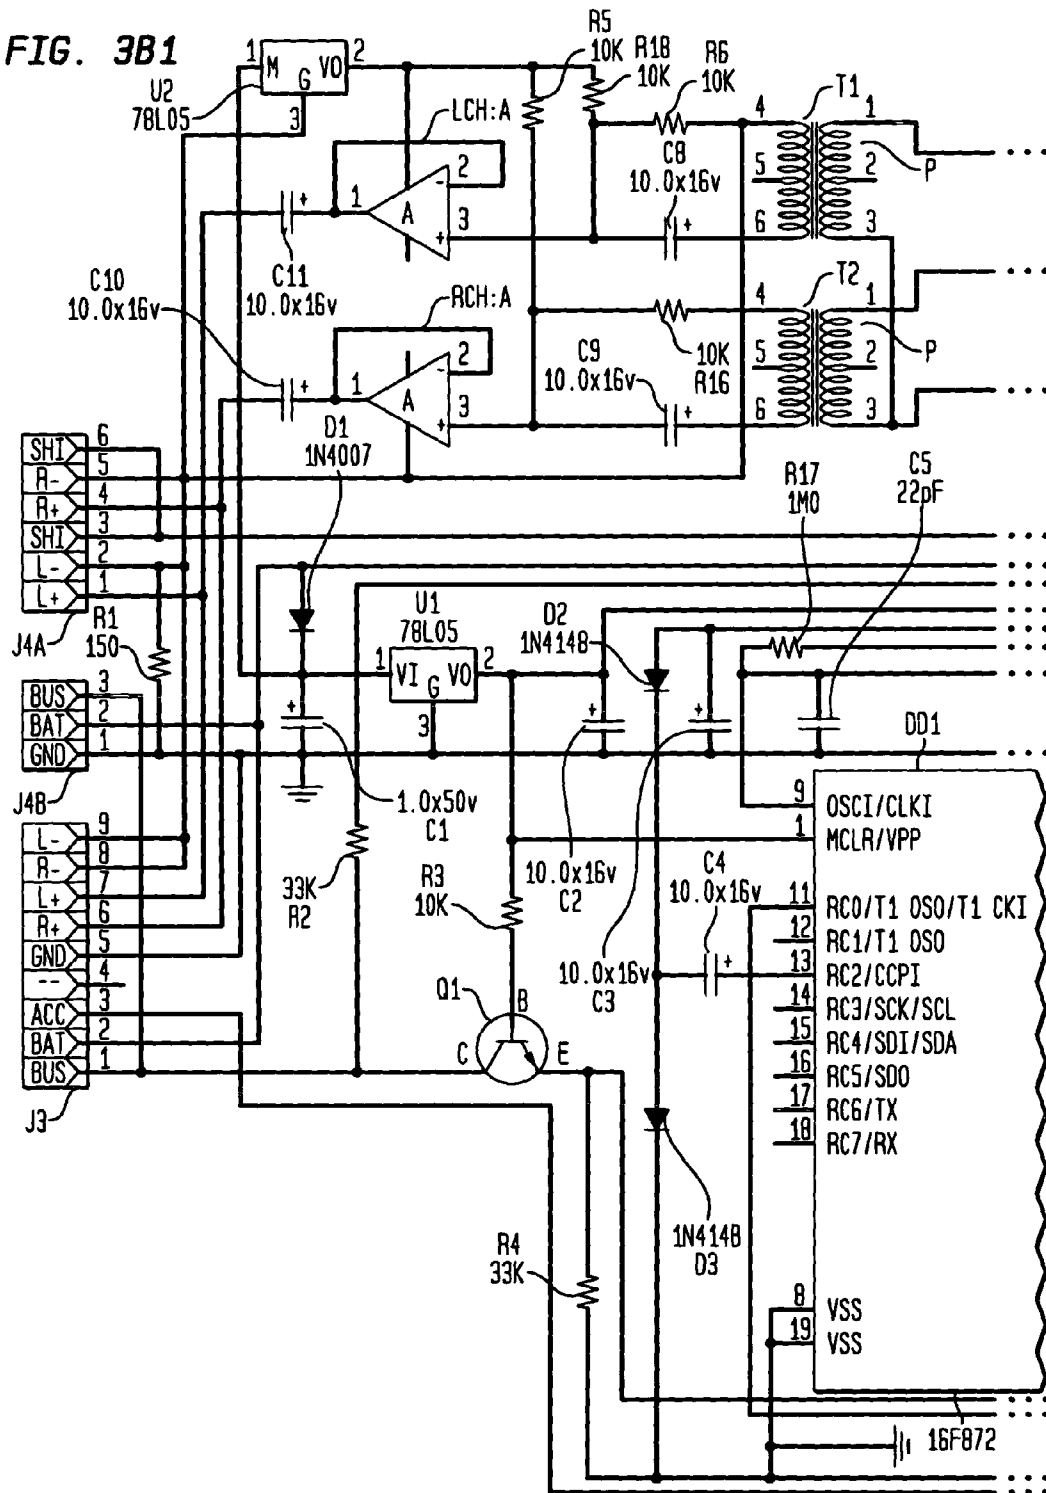 FIG. 3B1
1 M VO 2
G
3
U2
78L05
R5
10K
R18
10K
R6
10K
LCH:A
2
-
1 A
3
+
C8
10.0x16v
+
4 T1 1
5 2
P
6 3
C11
10.0x16v
+
C10
10.0x16v
+
RCH:A
2
-
1 A
3
+
10K
R16
C9
10.0x16v
+
4 T2 1
5 2
P
6 3
D1
1N4007
SHI 6
R- 5
R+ 4
SHI 3
L- 2
L+ 1
J4A
R1
150
R17
1M0
C5
22pF
U1
78L05
1 VI VO 2
G
3
D2
1N4148
BUS 3
BAT 2
GND 1
J4B
+
1.0x50v
C1
+
10.0x16v
C2
+
10.0x16v
C3
33K
R2
R3
10K
C4
10.0x16v
+
L- 9
R- 8
L+ 7
R+ 6
GND 5
-- 4
ACC 3
BAT 2
BUS 1
J3
Q1
B
C E
1N4148
D3
R4
33K
DD1
9 OSCI/CLKI
1 MCLR/VPP
11 RC0/T1 OSO/T1 CKI
12 RC1/T1 OSO
13 RC2/CCPI
14 RC3/SCK/SCL
15 RC4/SDI/SDA
16 RC5/SDO
17 RC6/TX
18 RC7/RX
8 VSS
19 VSS
16F872